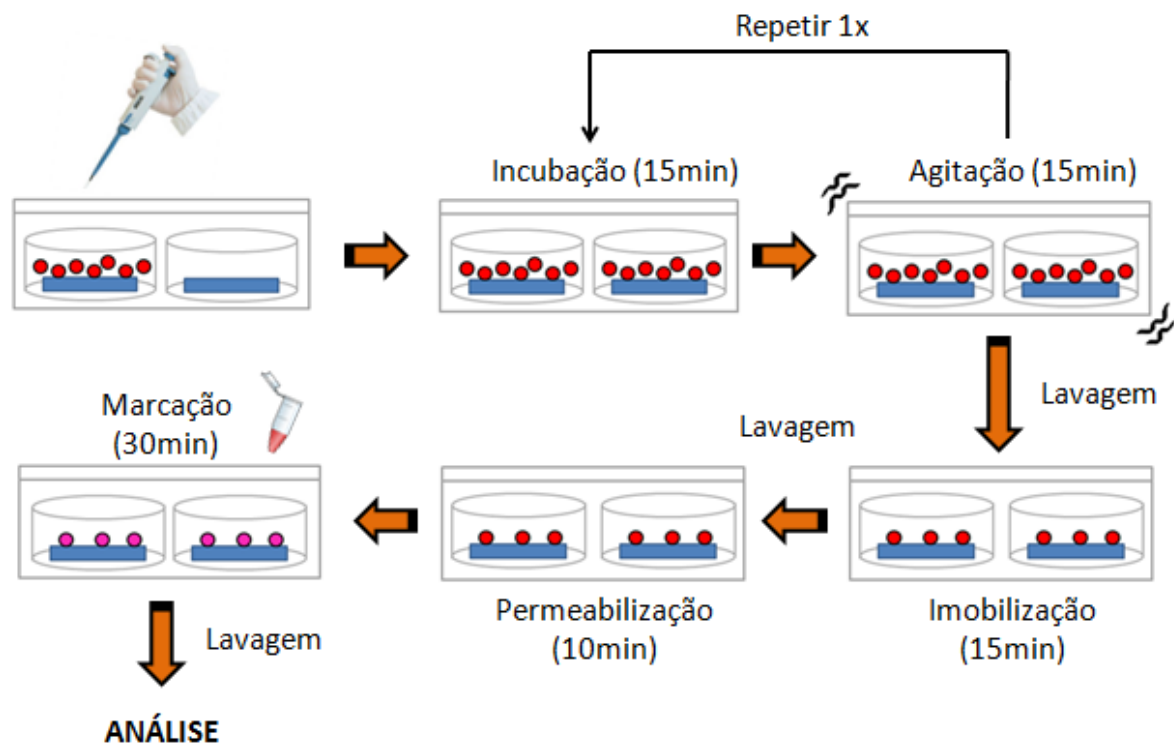 Repetir 1x
Incubação (15min)
Agitação (15min)
Lavagem
Imobilização
(15min)
Lavagem
Permeabilização
(10min)
Marcação
(30min)
Lavagem
ANÁLISE